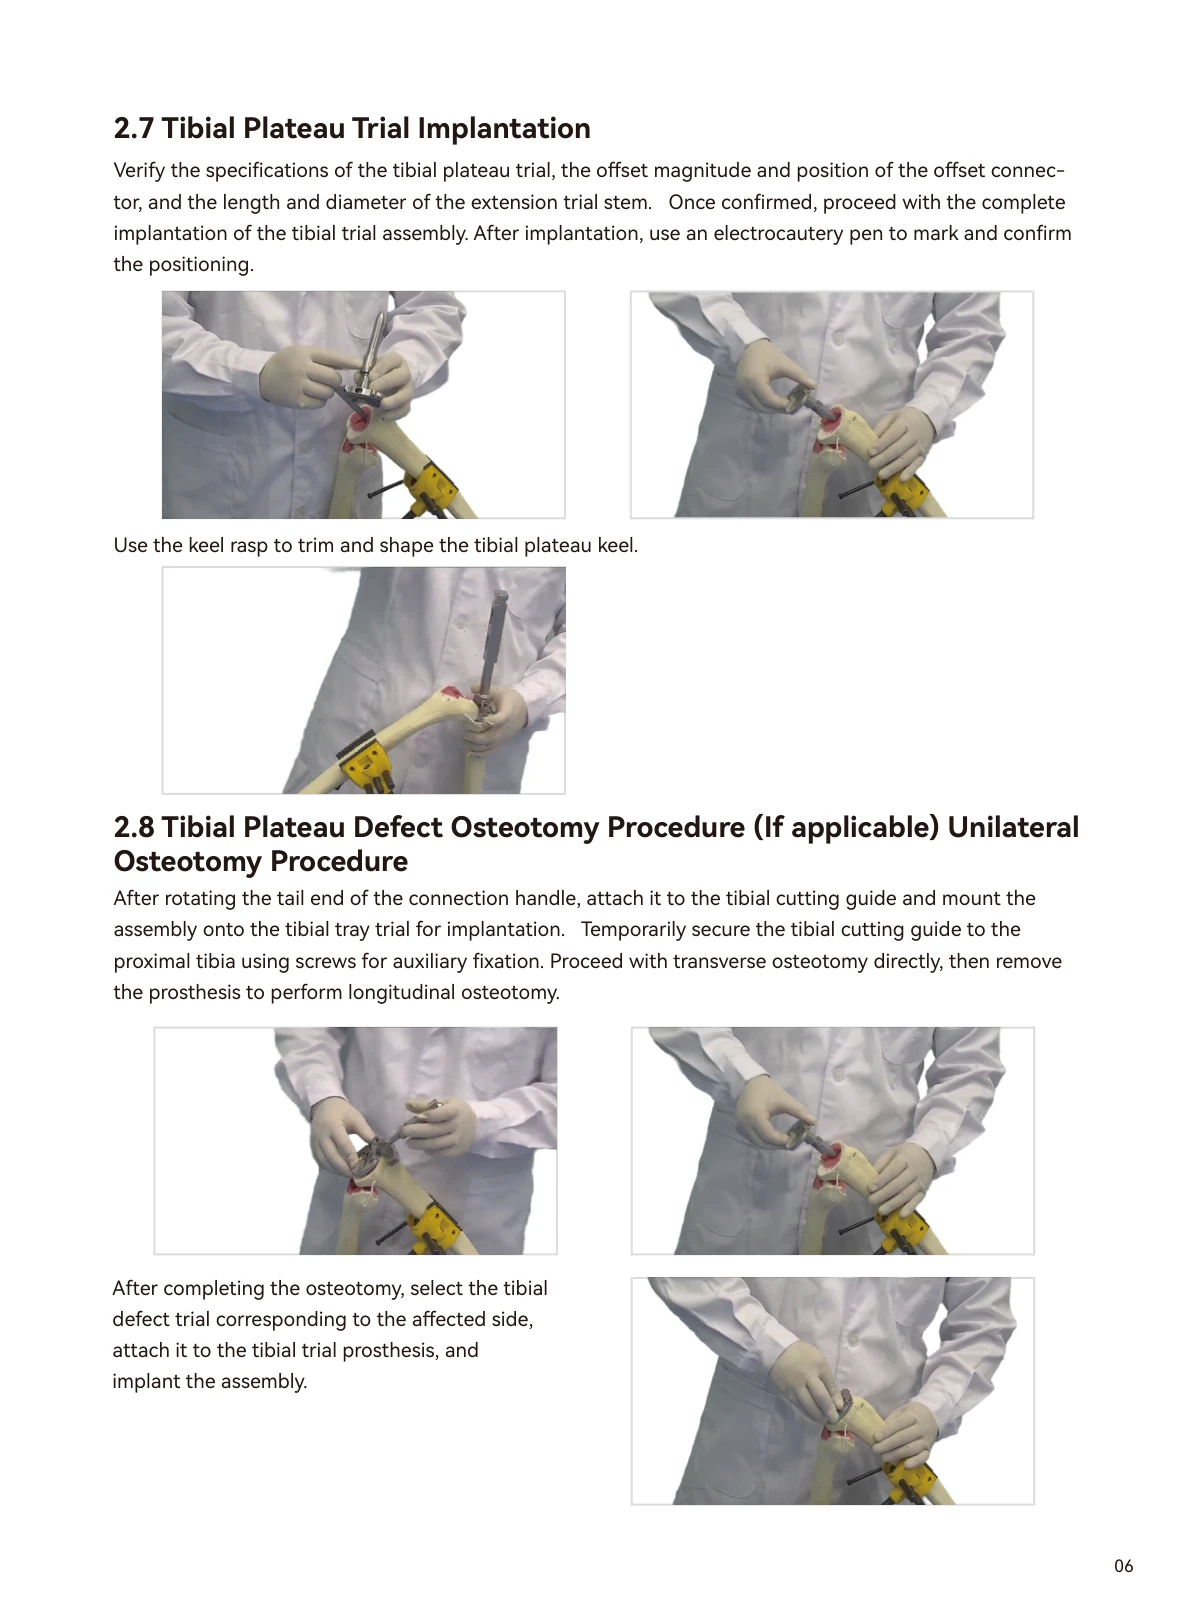 2.7 Tibial Plateau Trial Implantation
Verify the specifications of the tibial plateau trial, the offset magnitude and position of the offset connec-
tor, and the length and diameter of the extension trial stem.   Once confirmed, proceed with the complete
implantation of the tibial trial assembly. After implantation, use an electrocautery pen to mark and confirm
the positioning.
Use the keel rasp to trim and shape the tibial plateau keel.
2.8 Tibial Plateau Defect Osteotomy Procedure (If applicable) Unilateral
Osteotomy Procedure
After rotating the tail end of the connection handle, attach it to the tibial cutting guide and mount the
assembly onto the tibial tray trial for implantation.   Temporarily secure the tibial cutting guide to the
proximal tibia using screws for auxiliary fixation. Proceed with transverse osteotomy directly, then remove
the prosthesis to perform longitudinal osteotomy.
After completing the osteotomy, select the tibial
defect trial corresponding to the affected side,
attach it to the tibial trial prosthesis, and
implant the assembly.
06